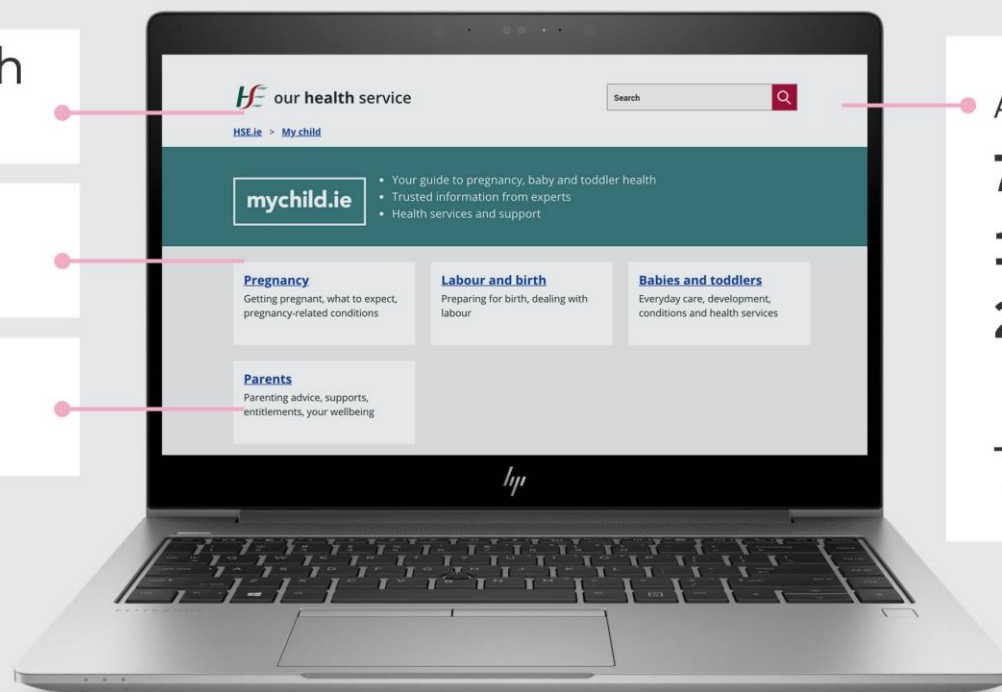 h
HSE our health service
Search
HSE.ie > My child
mychild.ie
• Your guide to pregnancy, baby and toddler health
• Trusted information from experts
• Health services and support
Pregnancy
Getting pregnant, what to expect,
pregnancy-related conditions
Labour and birth
Preparing for birth, dealing with
labour
Babies and toddlers
Everyday care, development,
conditions and health services
Parents
Parenting advice, supports,
entitlements, your wellbeing
hp
A